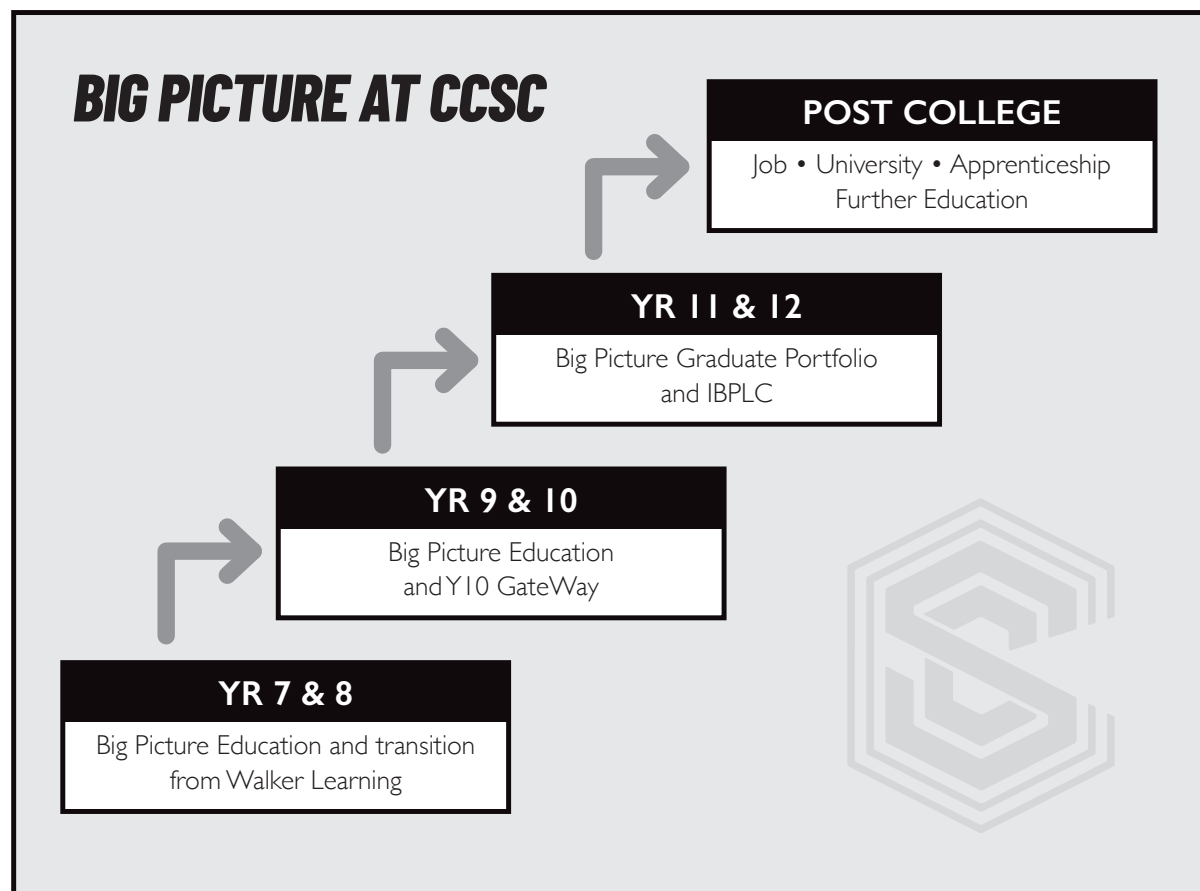 BIG PICTURE AT CCSC
POST COLLEGE
Job • University • Apprenticeship
Further Education
YR 11 & 12
Big Picture Graduate Portfolio
and IBPLC
YR 9 & 10
Big Picture Education
and Y10 GateWay
YR 7 & 8
Big Picture Education and transition
from Walker Learning